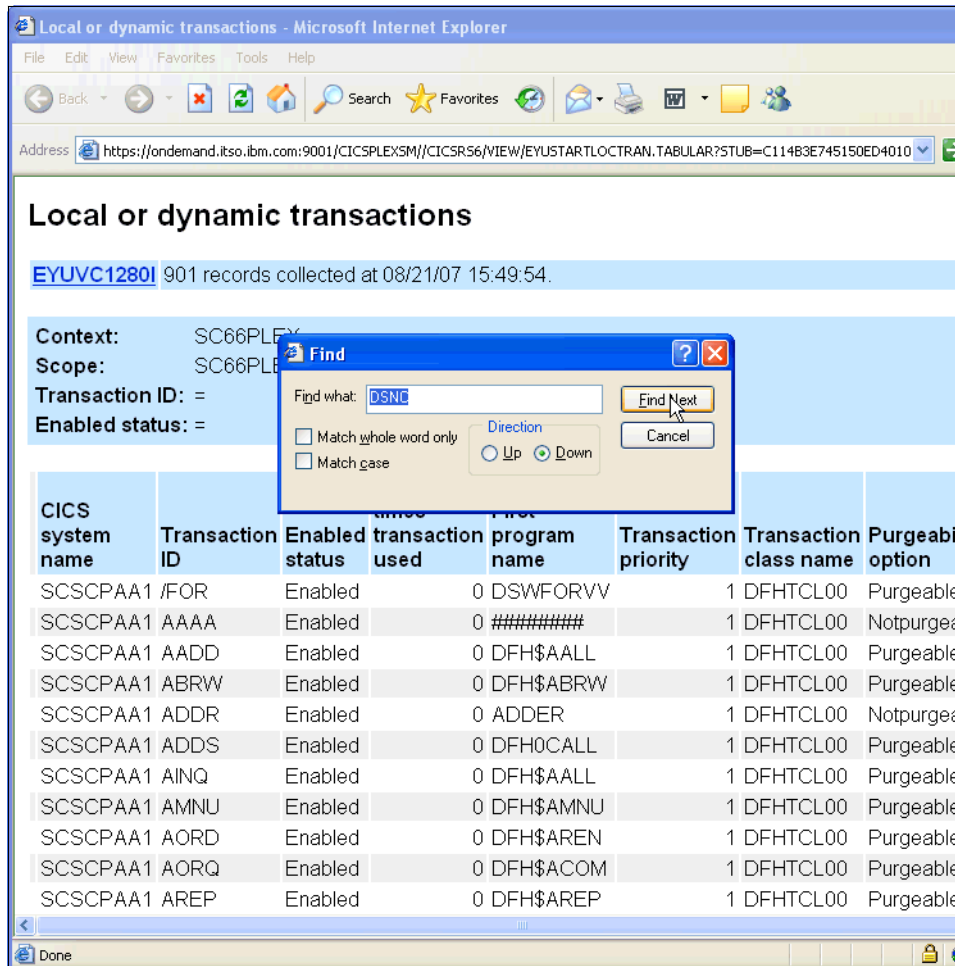 Local or dynamic transactions - Microsoft Internet Explorer
File Edit View Favorites Tools Help
Back Search Favorites
Address https://ondemand.itso.ibm.com:9001/CICSPLEXSM//CICSRS6/VIEW/EYUSTARTLOCTRAN.TABULAR?STUB=C114B3E745150ED4010
Local or dynamic transactions
EYUVC1280I 901 records collected at 08/21/07 15:49:54.
Context: SC66PLEX
Scope: SC66PLE
Transaction ID: =
Enabled status: =
Find
Find what: DSNC
Find Next
Match whole word only
Match case
Direction
Up Down
Cancel
CICS system name Transaction ID Enabled status times transaction used First program name Transaction priority Transaction class name Purgeabi option
SCSCPAA1 /FOR Enabled 0 DSWFORVV 1 DFHTCL00 Purgeable
SCSCPAA1 AAAA Enabled 0 ######## 1 DFHTCL00 Notpurgea
SCSCPAA1 AADD Enabled 0 DFH$AALL 1 DFHTCL00 Purgeable
SCSCPAA1 ABRW Enabled 0 DFH$ABRW 1 DFHTCL00 Purgeable
SCSCPAA1 ADDR Enabled 0 ADDER 1 DFHTCL00 Notpurgea
SCSCPAA1 ADDS Enabled 0 DFH0CALL 1 DFHTCL00 Purgeable
SCSCPAA1 AINQ Enabled 0 DFH$AALL 1 DFHTCL00 Purgeable
SCSCPAA1 AMNU Enabled 0 DFH$AMNU 1 DFHTCL00 Purgeable
SCSCPAA1 AORD Enabled 0 DFH$AREN 1 DFHTCL00 Purgeable
SCSCPAA1 AORQ Enabled 0 DFH$ACOM 1 DFHTCL00 Purgeable
SCSCPAA1 AREP Enabled 0 DFH$AREP 1 DFHTCL00 Purgeable
Done